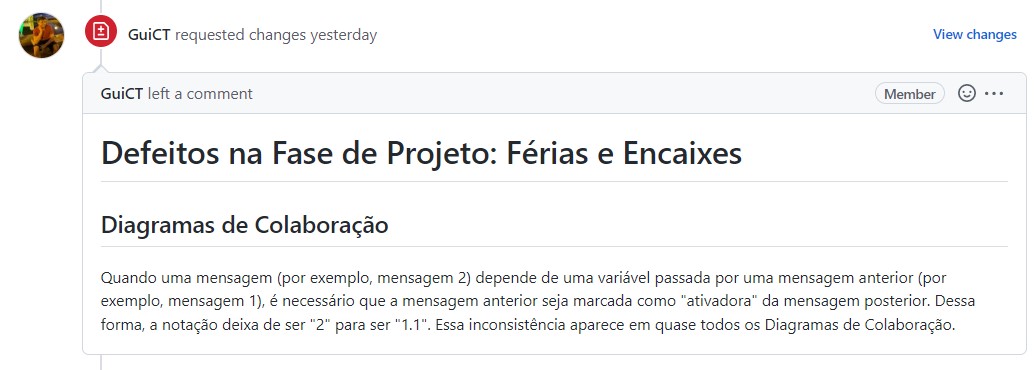 GuiCT requested changes yesterday
View changes
GuiCT left a comment
Member
Defeitos na Fase de Projeto: Férias e Encaixes
Diagramas de Colaboração
Quando uma mensagem (por exemplo, mensagem 2) depende de uma variável passada por uma mensagem anterior (por
exemplo, mensagem 1), é necessário que a mensagem anterior seja marcada como "ativadora" da mensagem posterior. Dessa
forma, a notação deixa de ser "2" para ser "1.1". Essa inconsistência aparece em quase todos os Diagramas de Colaboração.